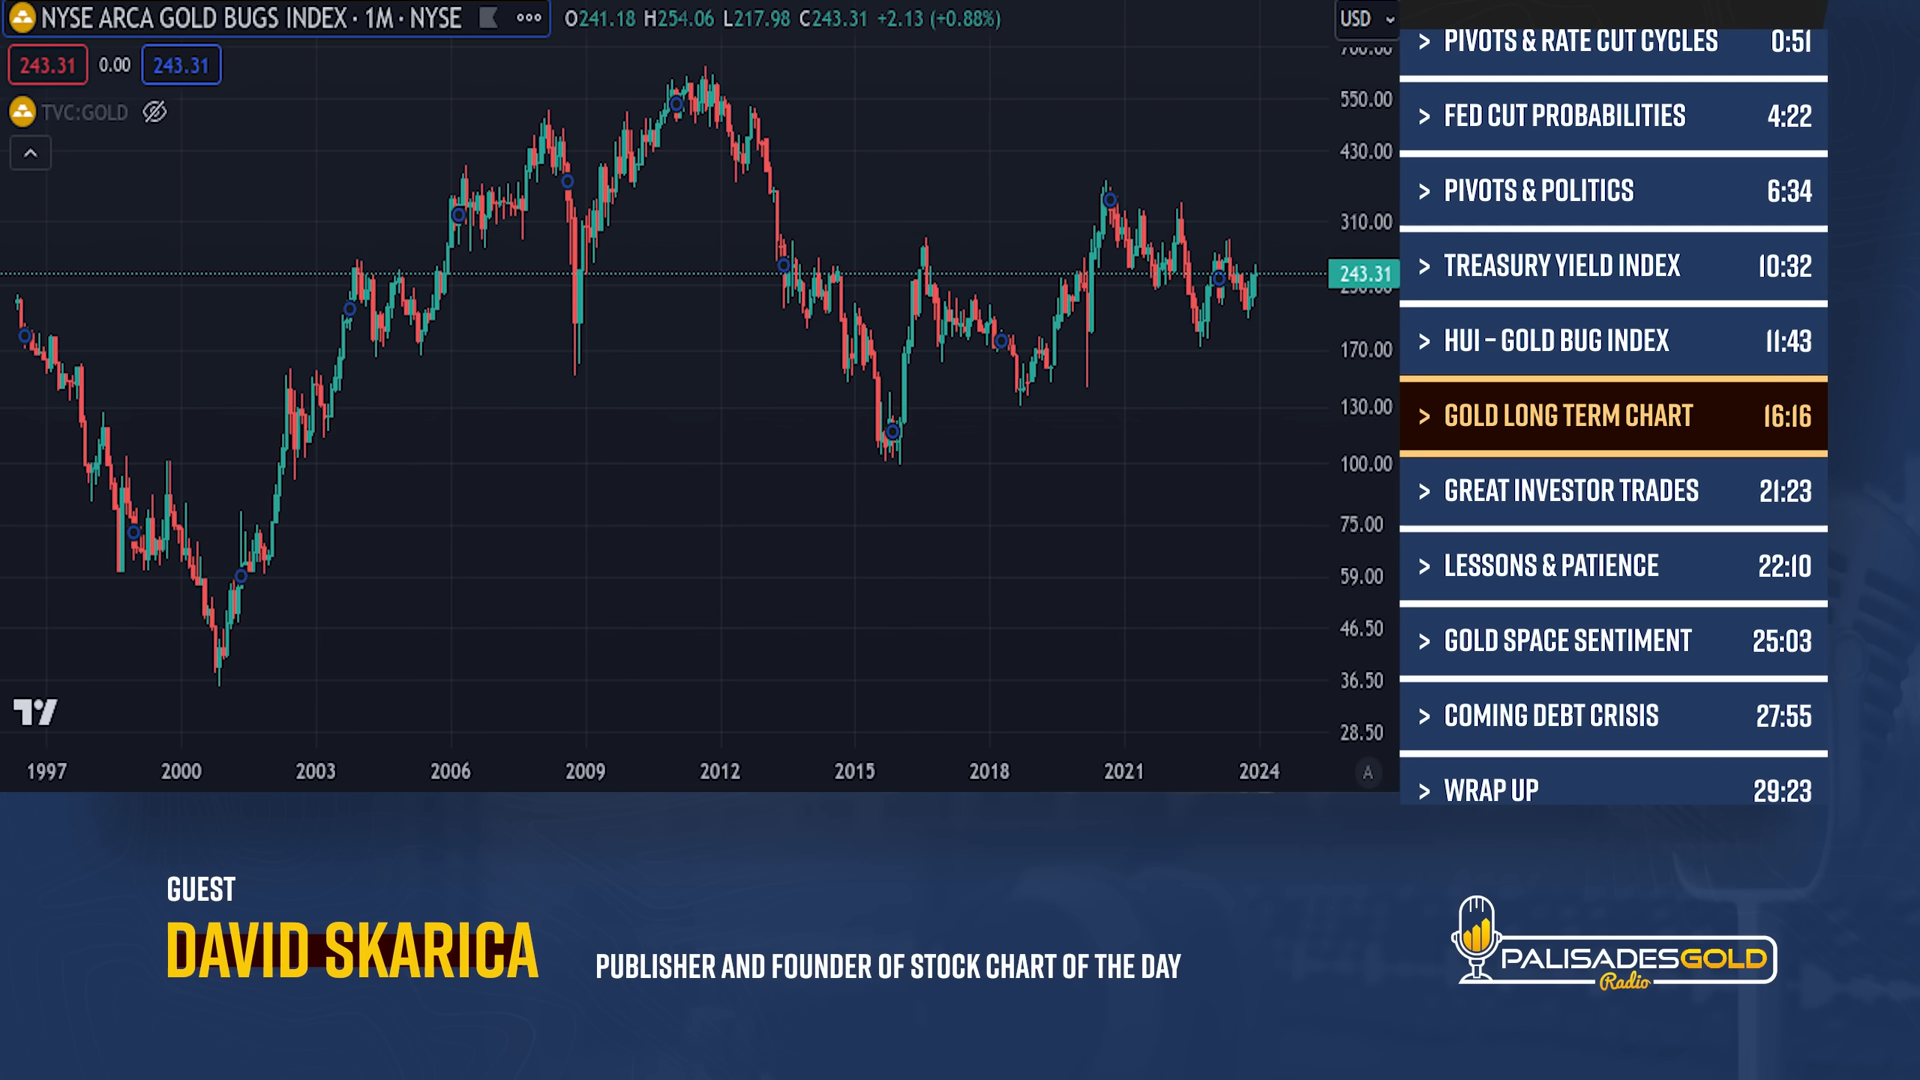 NYSE ARCA GOLD BUGS INDEX · 1M · NYSE O241.18 H254.06 L217.98 C243.31 +2.13 (+0.88%)
243.31 0.00 243.31
TVC:GOLD
USD
700.00
550.00
430.00
310.00
243.31
230.00
170.00
130.00
100.00
75.00
59.00
46.50
36.50
28.50
1997 2000 2003 2006 2009 2012 2015 2018 2021 2024
A
> PIVOTS & RATE CUT CYCLES 0:51
> FED CUT PROBABILITIES 4:22
> PIVOTS & POLITICS 6:34
> TREASURY YIELD INDEX 10:32
> HUI – GOLD BUG INDEX 11:43
> GOLD LONG TERM CHART 16:16
> GREAT INVESTOR TRADES 21:23
> LESSONS & PATIENCE 22:10
> GOLD SPACE SENTIMENT 25:03
> COMING DEBT CRISIS 27:55
> WRAP UP 29:23
GUEST
DAVID SKARICA
PUBLISHER AND FOUNDER OF STOCK CHART OF THE DAY
PALISADESGOLD
Radio